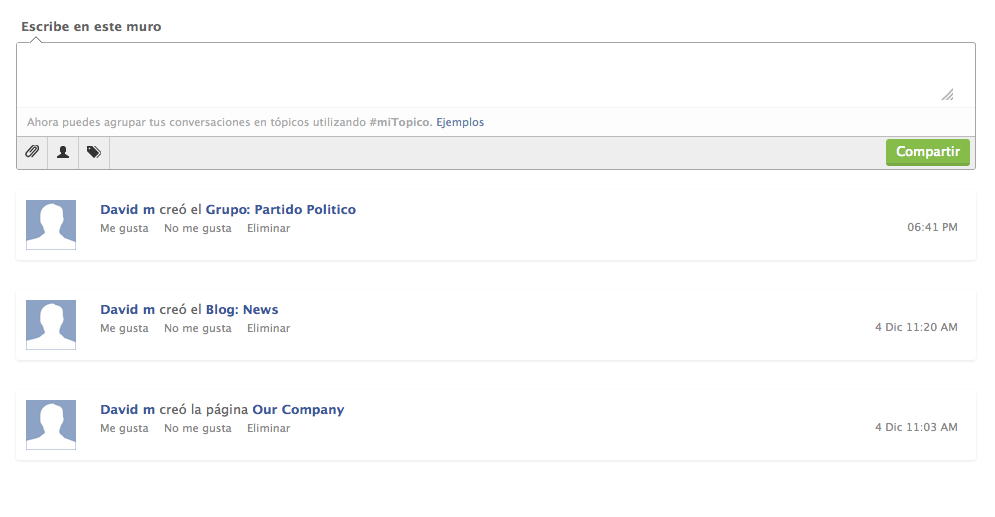 Escribe en este muro
Ahora puedes agrupar tus conversaciones en tópicos utilizando #miTopico. Ejemplos
Compartir
David m creó el Grupo: Partido Politico
Me gusta No me gusta Eliminar
06:41 PM
David m creó el Blog: News
Me gusta No me gusta Eliminar
4 Dic 11:20 AM
David m creó la página Our Company
Me gusta No me gusta Eliminar
4 Dic 11:03 AM